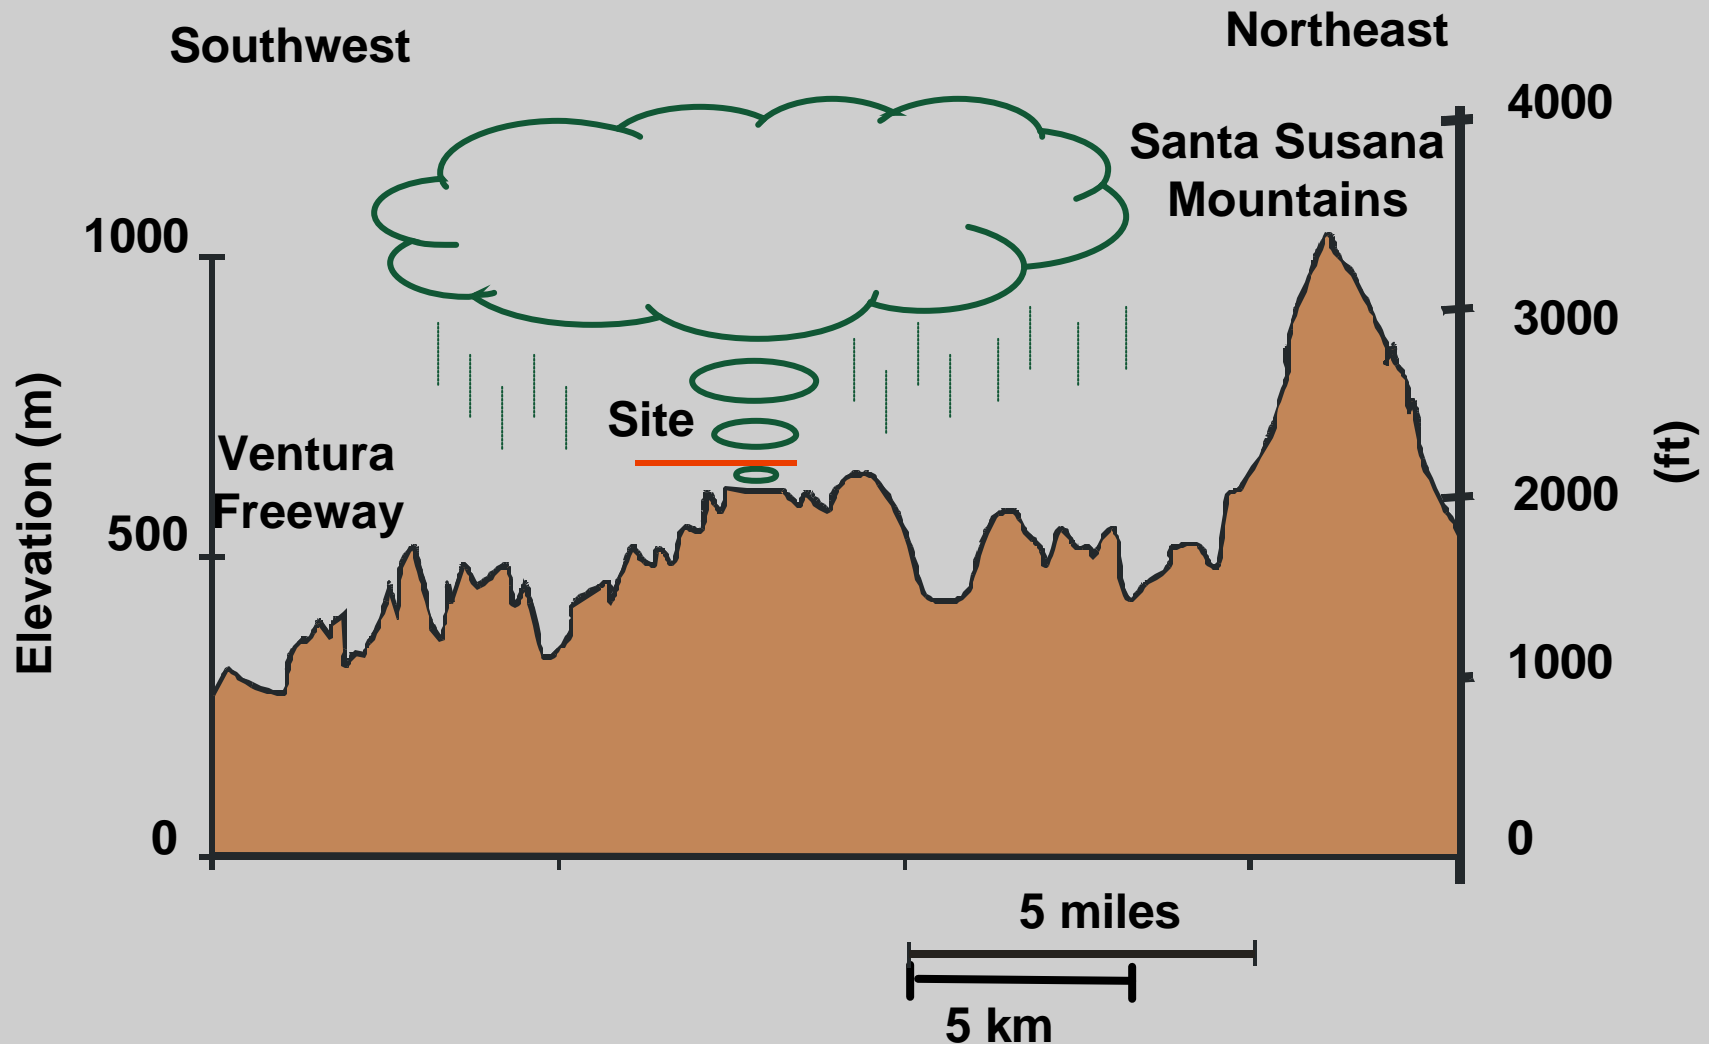 Southwest
Northeast
4000
Santa Susana
Mountains
1000
3000
Site
Ventura
Freeway
Elevation (m)
(ft)
2000
500
1000
0
0
5 miles
5 km